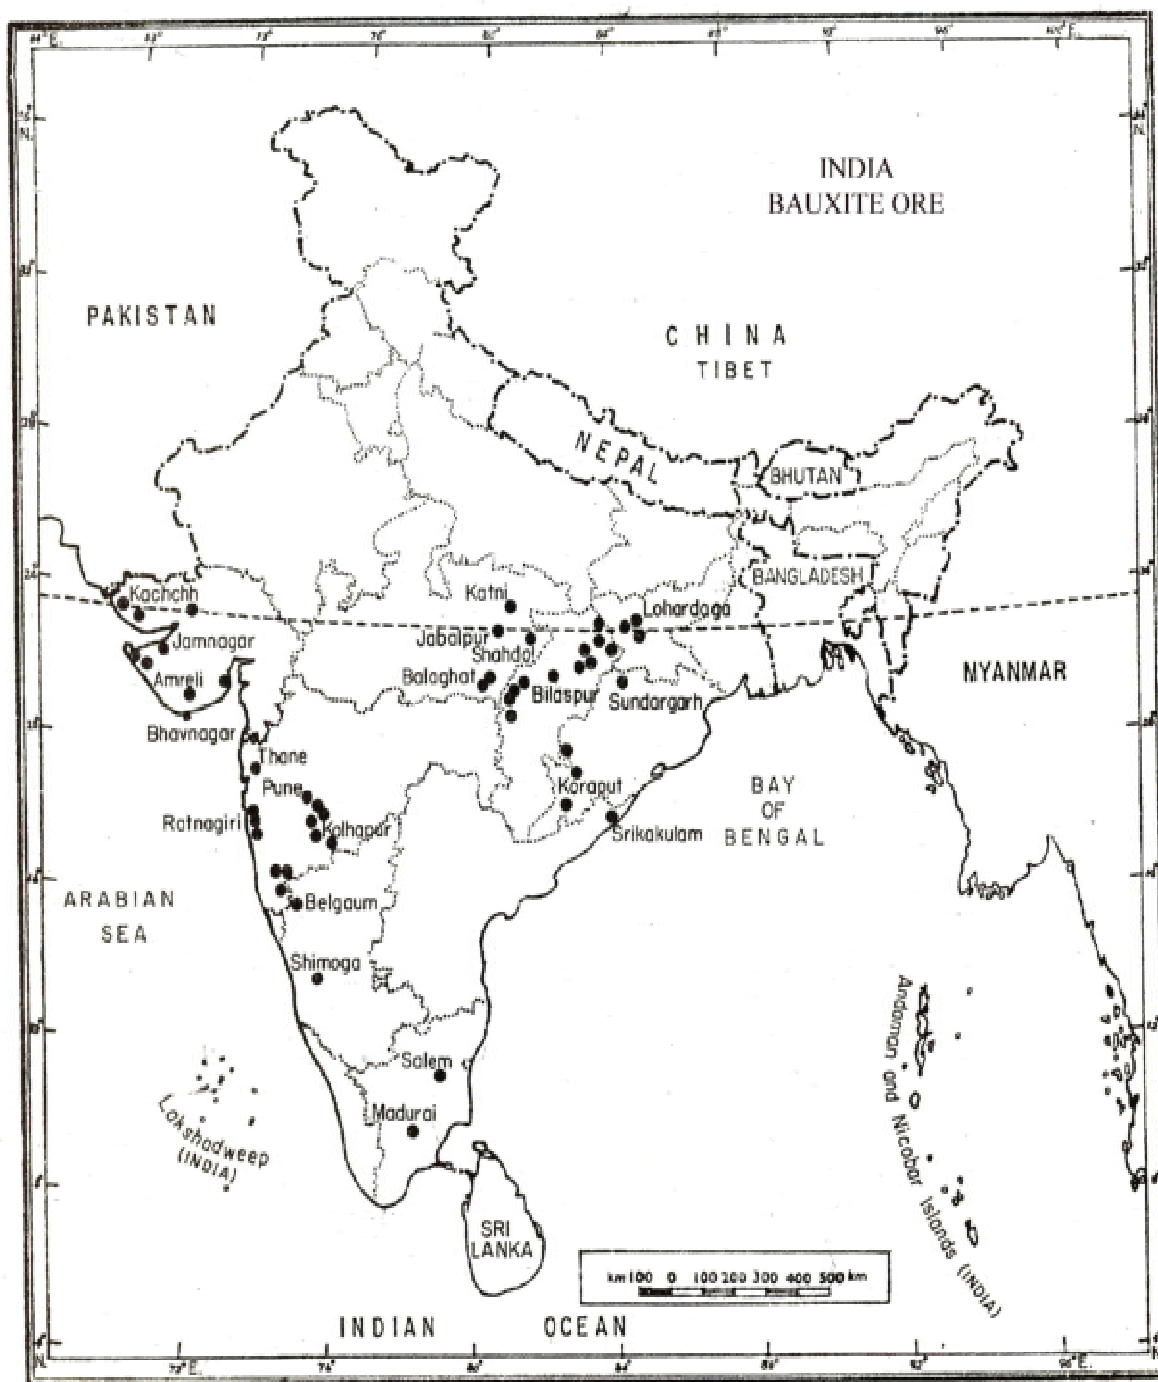 INDIA
BAUXITE ORE
PAKISTAN
CHINA
TIBET
NEPAL
BHUTAN
BANGLADESH
Kachchh
Katni
Lohardaga
Jamnagar
Jabalpur
Shahdol
NYANMAR
Amreli
Balaghat
Bilaspur
Sundargarh
Bhavnagar
Thane
Pune
Koraput
BAY
OF
BENGAL
Ratnagiri
Kolhapur
Srikakulam
ARABIAN
SEA
Belgaum
Shimoga
Andaman and Nicobar Islands (INDIA)
Salem
Madurai
Lakshadweep
(INDIA)
SRI
LANKA
km 100 0 100 200 300 400 500 km
INDIAN OCEAN